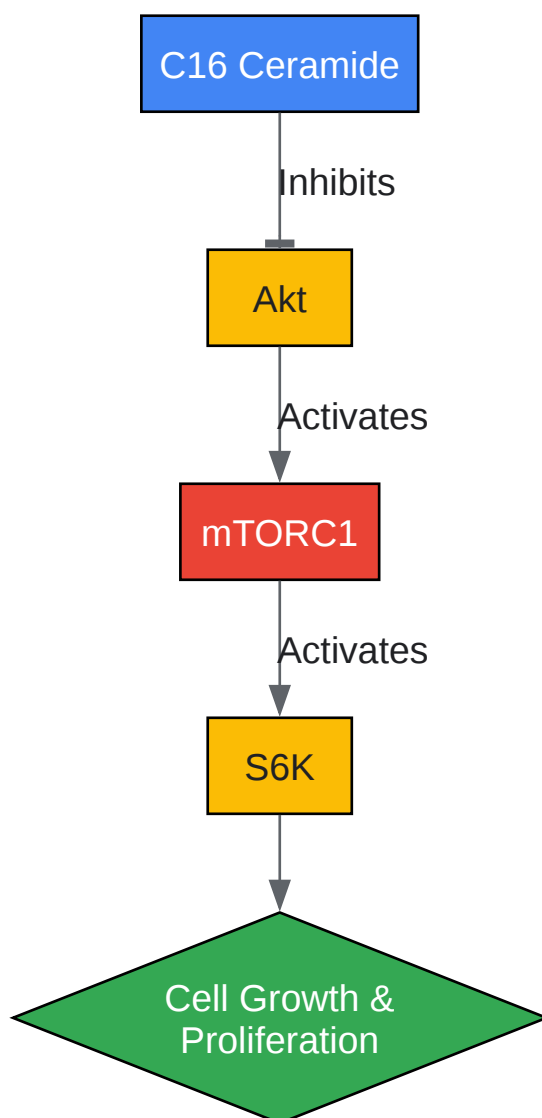 C16 Ceramide
Inhibits
Akt
Activates
mTORC1
Activates
S6K
Cell Growth &
Proliferation